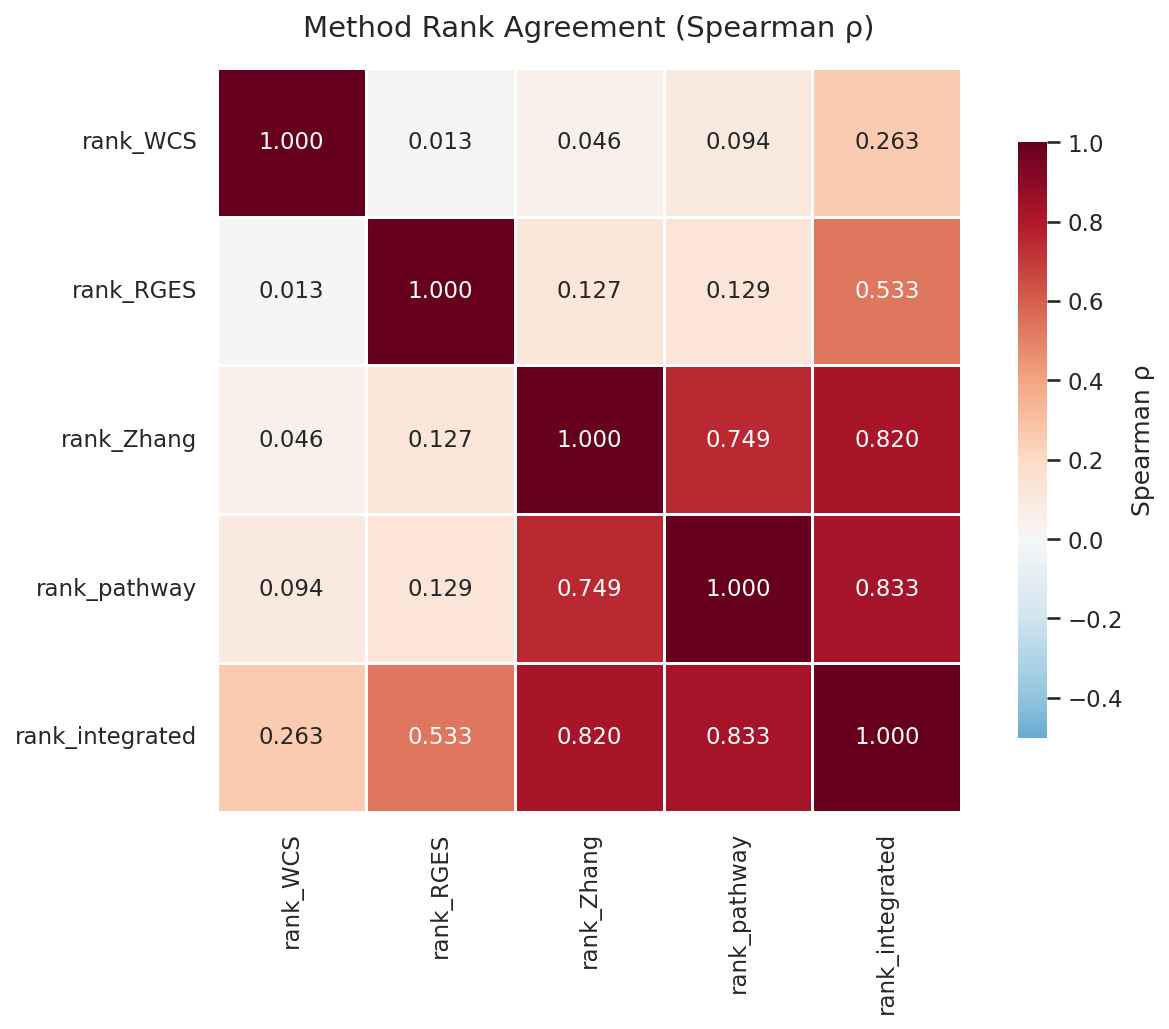 Method Rank Agreement (Spearman ρ)
rank_WCS 1.000 0.013 0.046 0.094 0.263
rank_RGES 0.013 1.000 0.127 0.129 0.533
rank_Zhang 0.046 0.127 1.000 0.749 0.820
rank_pathway 0.094 0.129 0.749 1.000 0.833
rank_integrated 0.263 0.533 0.820 0.833 1.000
rank_WCS
rank_RGES
rank_Zhang
rank_pathway
rank_integrated
1.0
0.8
0.6
0.4
0.2
0.0
−0.2
−0.4
Spearman ρ